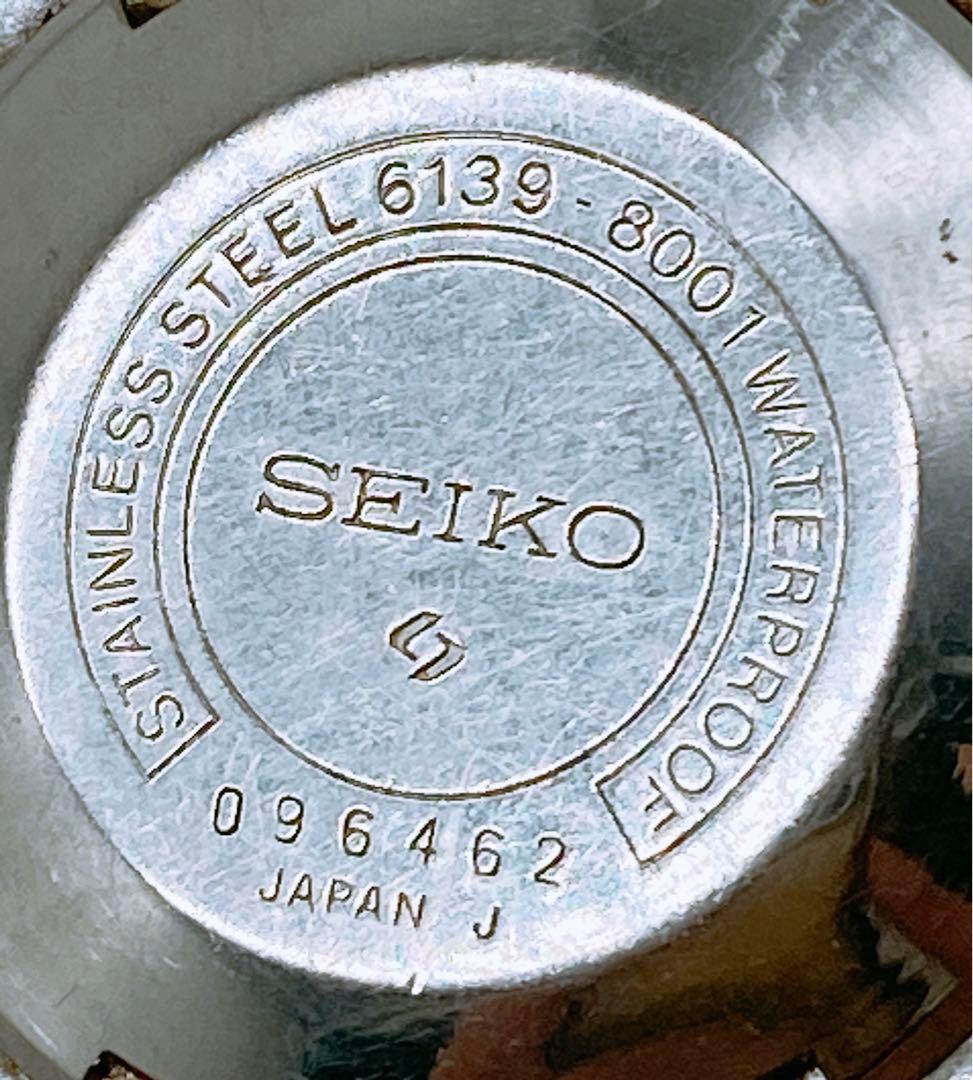 STAINLESS STEEL 6139-8001 WATERPROOF
SEIKO
096462
JAPAN J